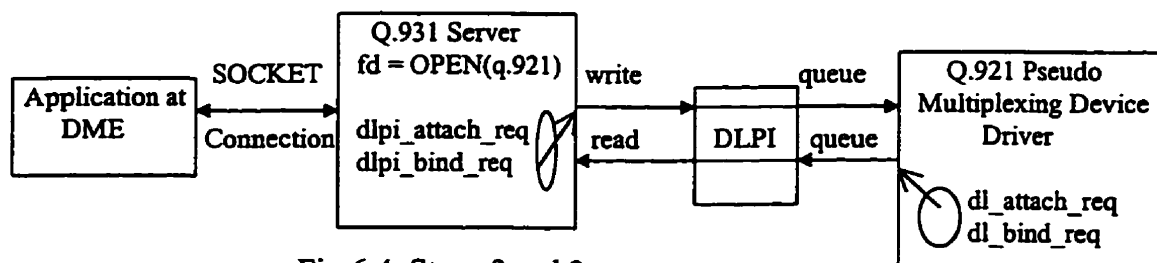 Application at
DME
SOCKET
Connection
Q.931 Server
fd = OPEN(q.921)
dlpi_attach_req
dlpi_bind_req
write
read
DLPI
queue
queue
Q.921 Pseudo
Multiplexing Device
Driver
dl_attach_req
dl_bind_req